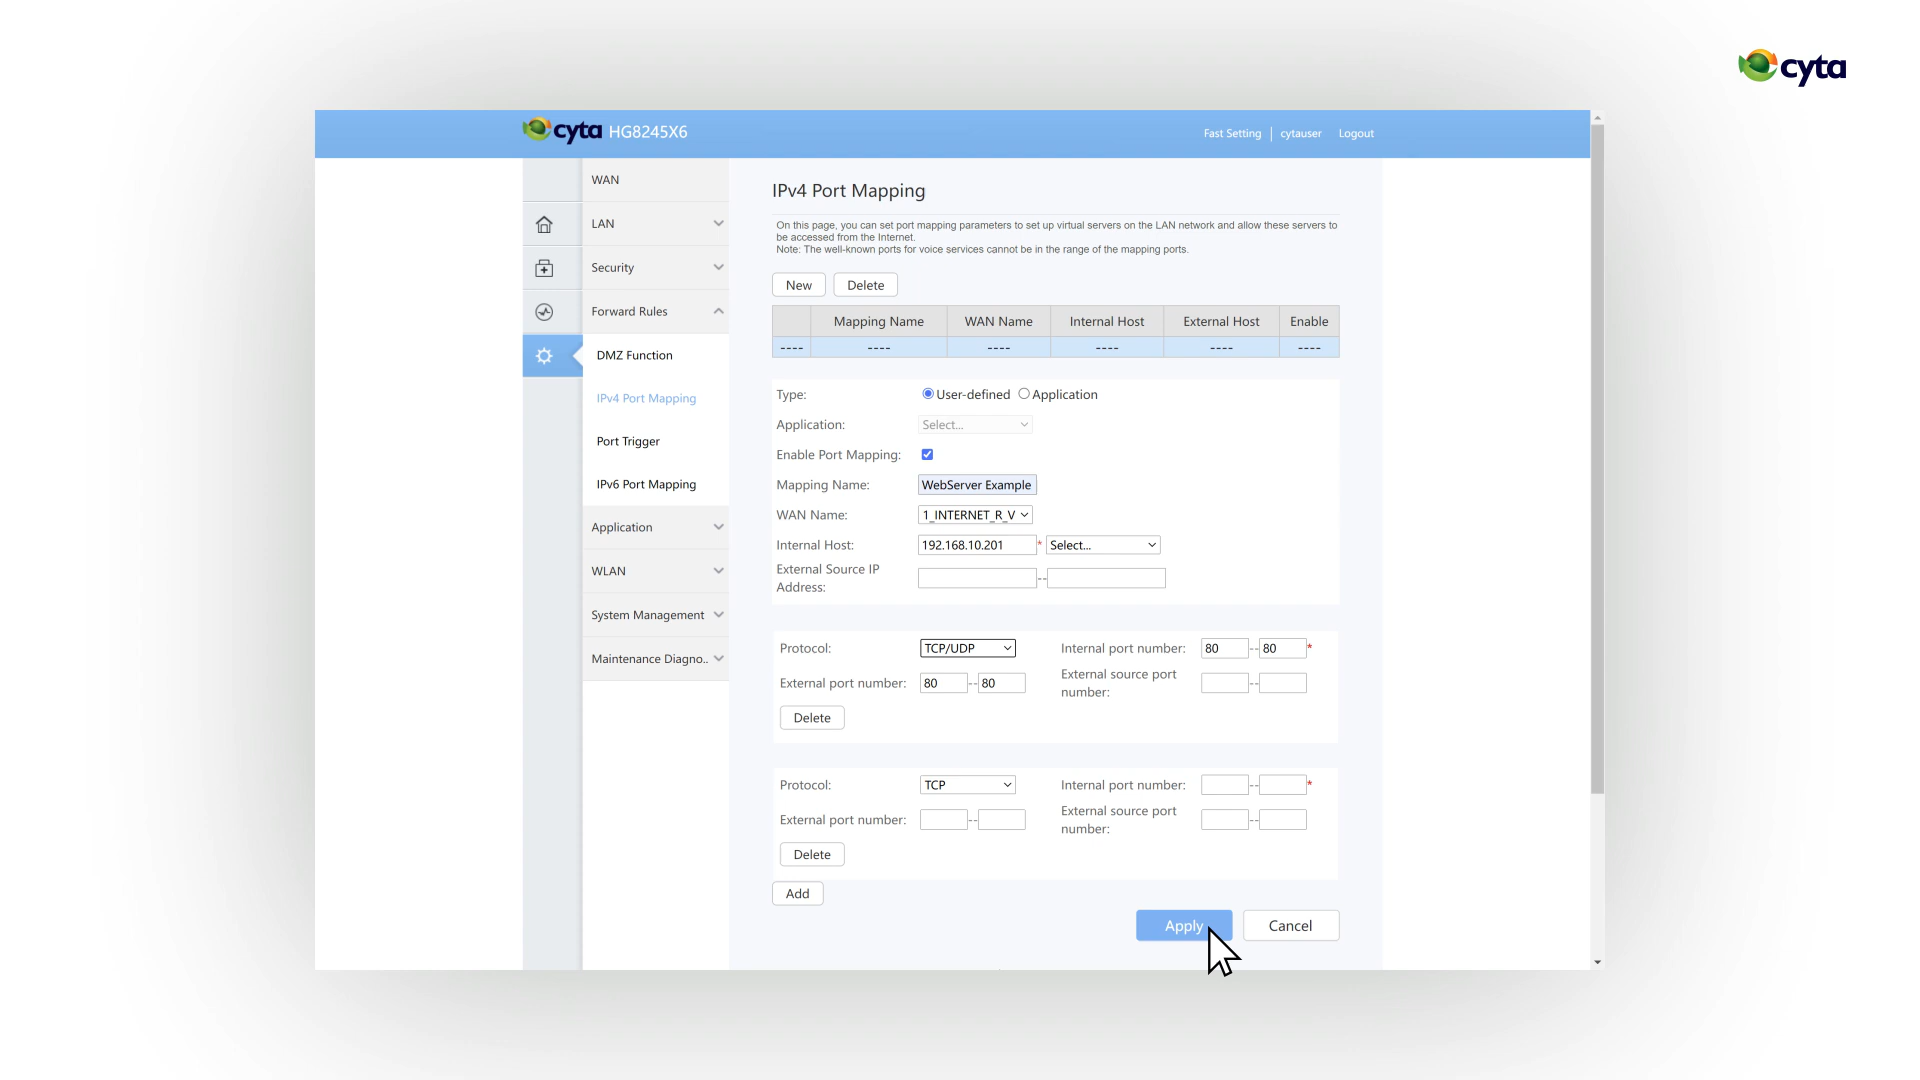 cyta
cyta HG8245X6
Fast Setting | cytauser Logout
WAN
LAN
Security
Forward Rules
DMZ Function
IPv4 Port Mapping
Port Trigger
IPv6 Port Mapping
Application
WLAN
System Management
Maintenance Diagno..
IPv4 Port Mapping
On this page, you can set port mapping parameters to set up virtual servers on the LAN network and allow these servers to
be accessed from the Internet.
Note: The well-known ports for voice services cannot be in the range of the mapping ports.
New Delete
Mapping Name WAN Name Internal Host External Host Enable
---- ---- ---- ---- ---- ----
Type: User-defined Application
Application: Select...
Enable Port Mapping:
Mapping Name: WebServer Example
WAN Name: 1_INTERNET_R_V
Internal Host: 192.168.10.201 * Select...
External Source IP
Address: --
Protocol: TCP/UDP Internal port number: 80 -- 80 *
External port number: 80 -- 80 External source port
number: --
Delete
Protocol: TCP Internal port number: -- *
External port number: -- External source port
number: --
Delete
Add
Apply Cancel